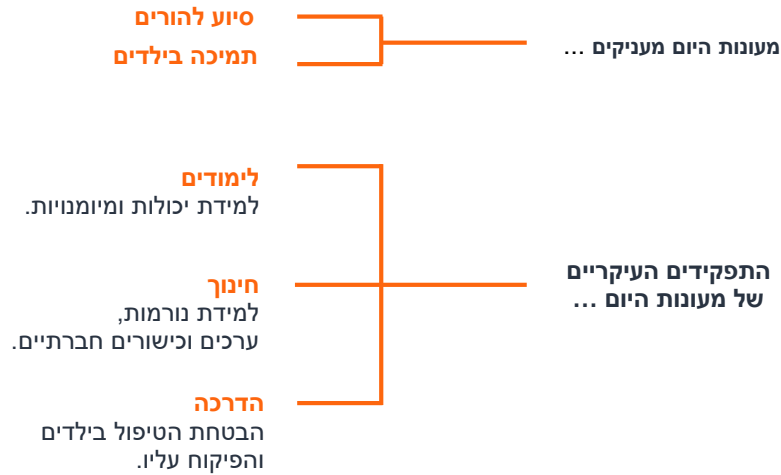 מעונות היום מעניקים ...
סיוע להורים
תמיכה בילדים
התפקידים העיקריים
של מעונות היום ...
לימודים
למידת יכולות ומיומנויות.
חינוך
למידת נורמות,
ערכים וכישורים חברתיים.
הדרכה
הבטחת הטיפול בילדים
והפיקוח עליו.